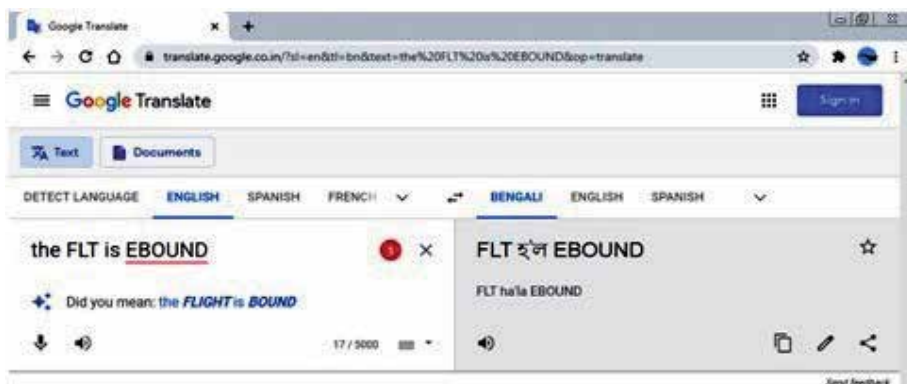 Google Translate
translate.google.co.in/?sl=en&tl=bn&text=the%20FLT%20is%20EBOUND&op=translate
Google Translate
Sign in
Text Documents
DETECT LANGUAGE ENGLISH SPANISH FRENCH BENGALI ENGLISH SPANISH
the FLT is EBOUND
FLT হ'ল EBOUND
Did you mean: the FLIGHT is BOUND
FLT ha'la EBOUND
17 / 5000
Send feedback